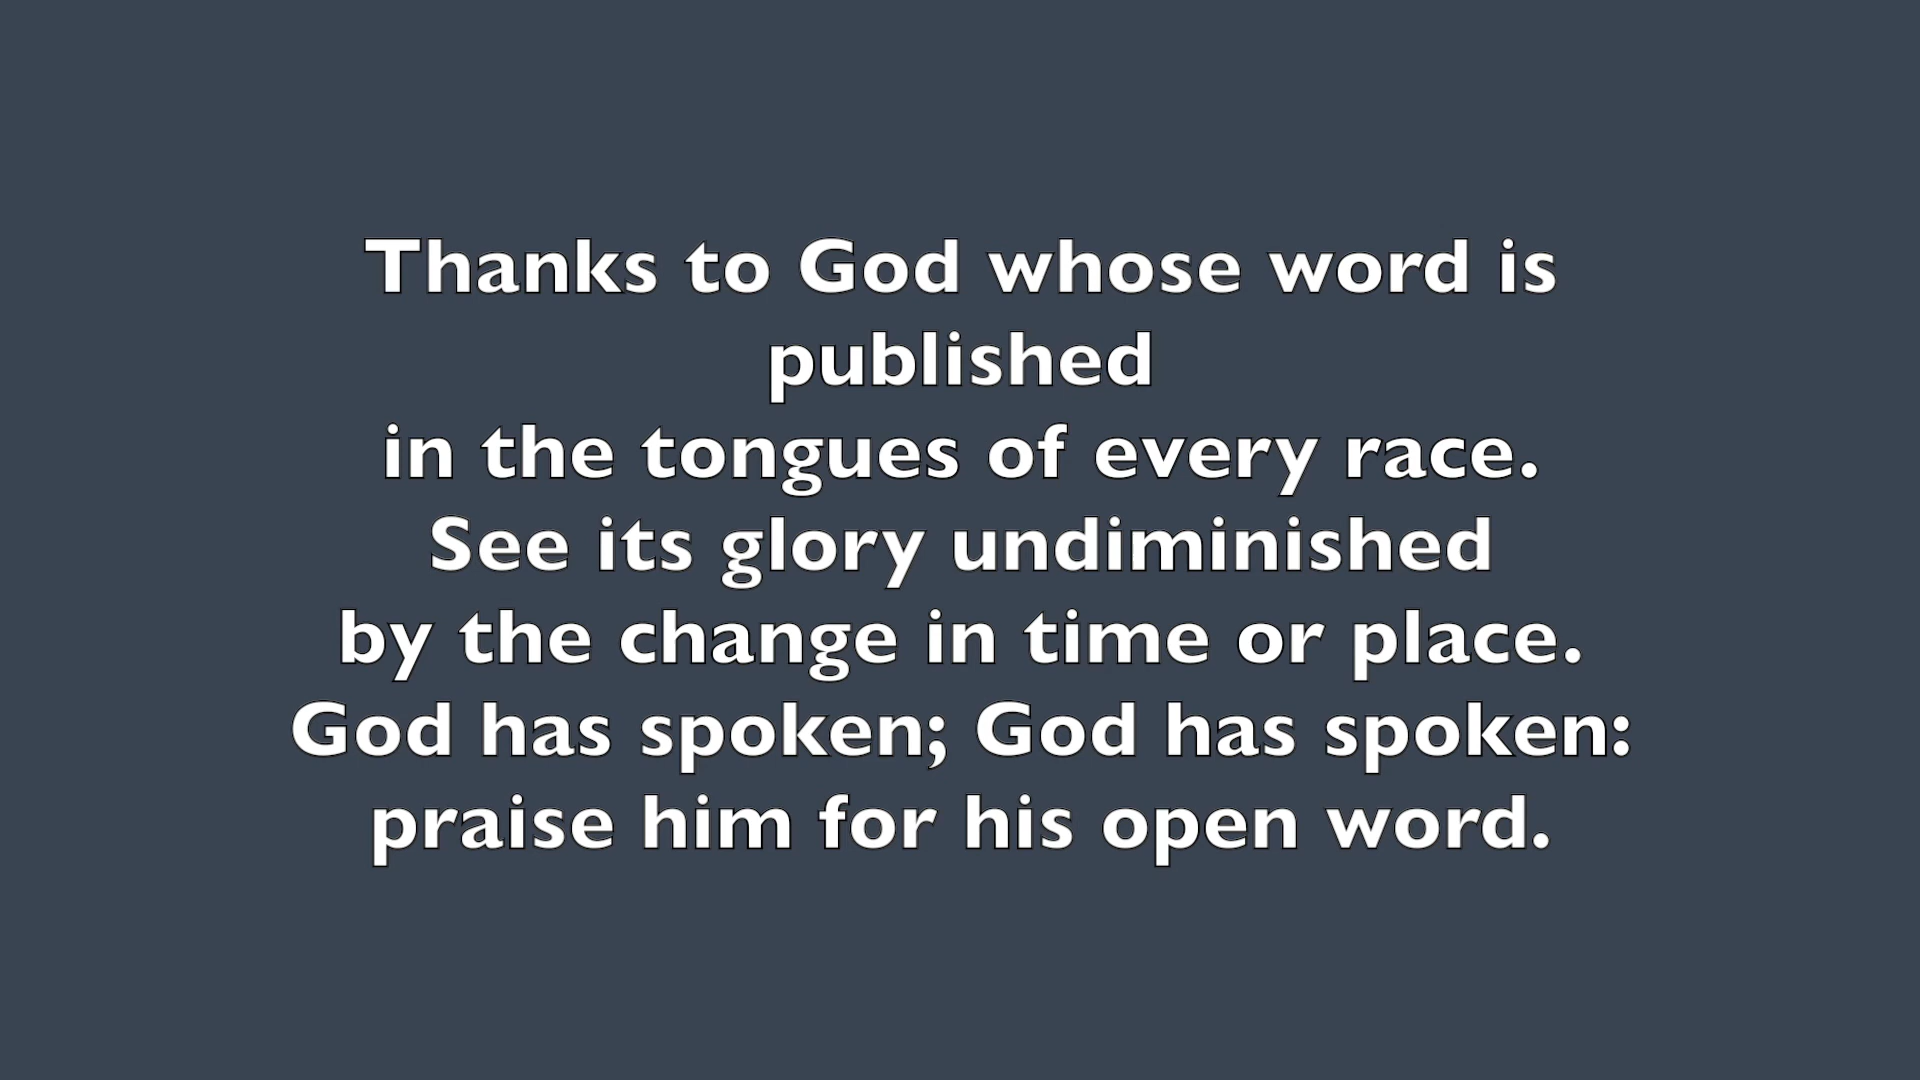 Thanks to God whose word is
published
in the tongues of every race.
See its glory undiminished
by the change in time or place.
God has spoken; God has spoken:
praise him for his open word.